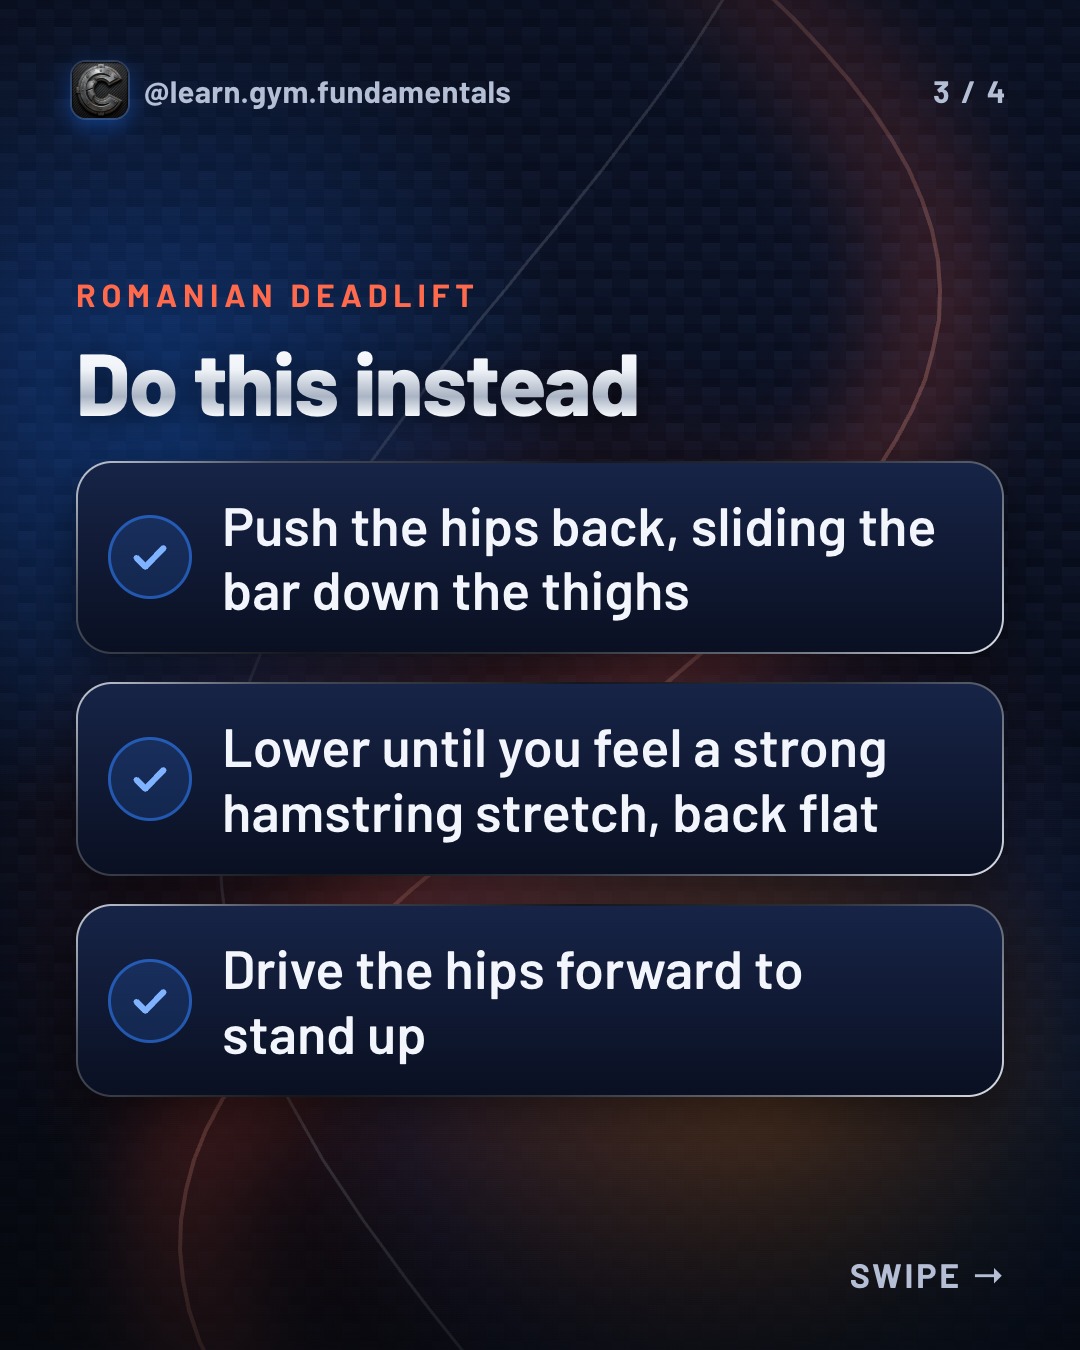 @learn.gym.fundamentals
3 / 4
ROMANIAN DEADLIFT
Do this instead
Push the hips back, sliding the
bar down the thighs
Lower until you feel a strong
hamstring stretch, back flat
Drive the hips forward to
stand up
SWIPE →